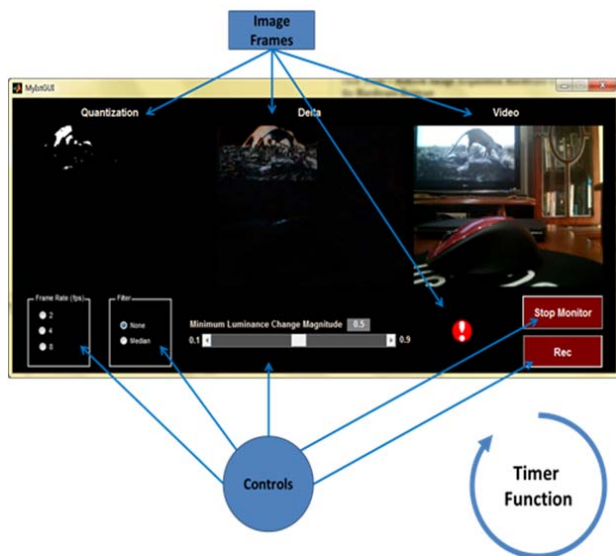 Image
Frames
MybitGUI
Quantization
Delta
Video
Frame Rate (fps)
2
4
8
Filter
None
Median
Minimum Luminance Change Magnitude 0.5
0.1
0.9
Stop Monitor
Rec
Controls
Timer
Function